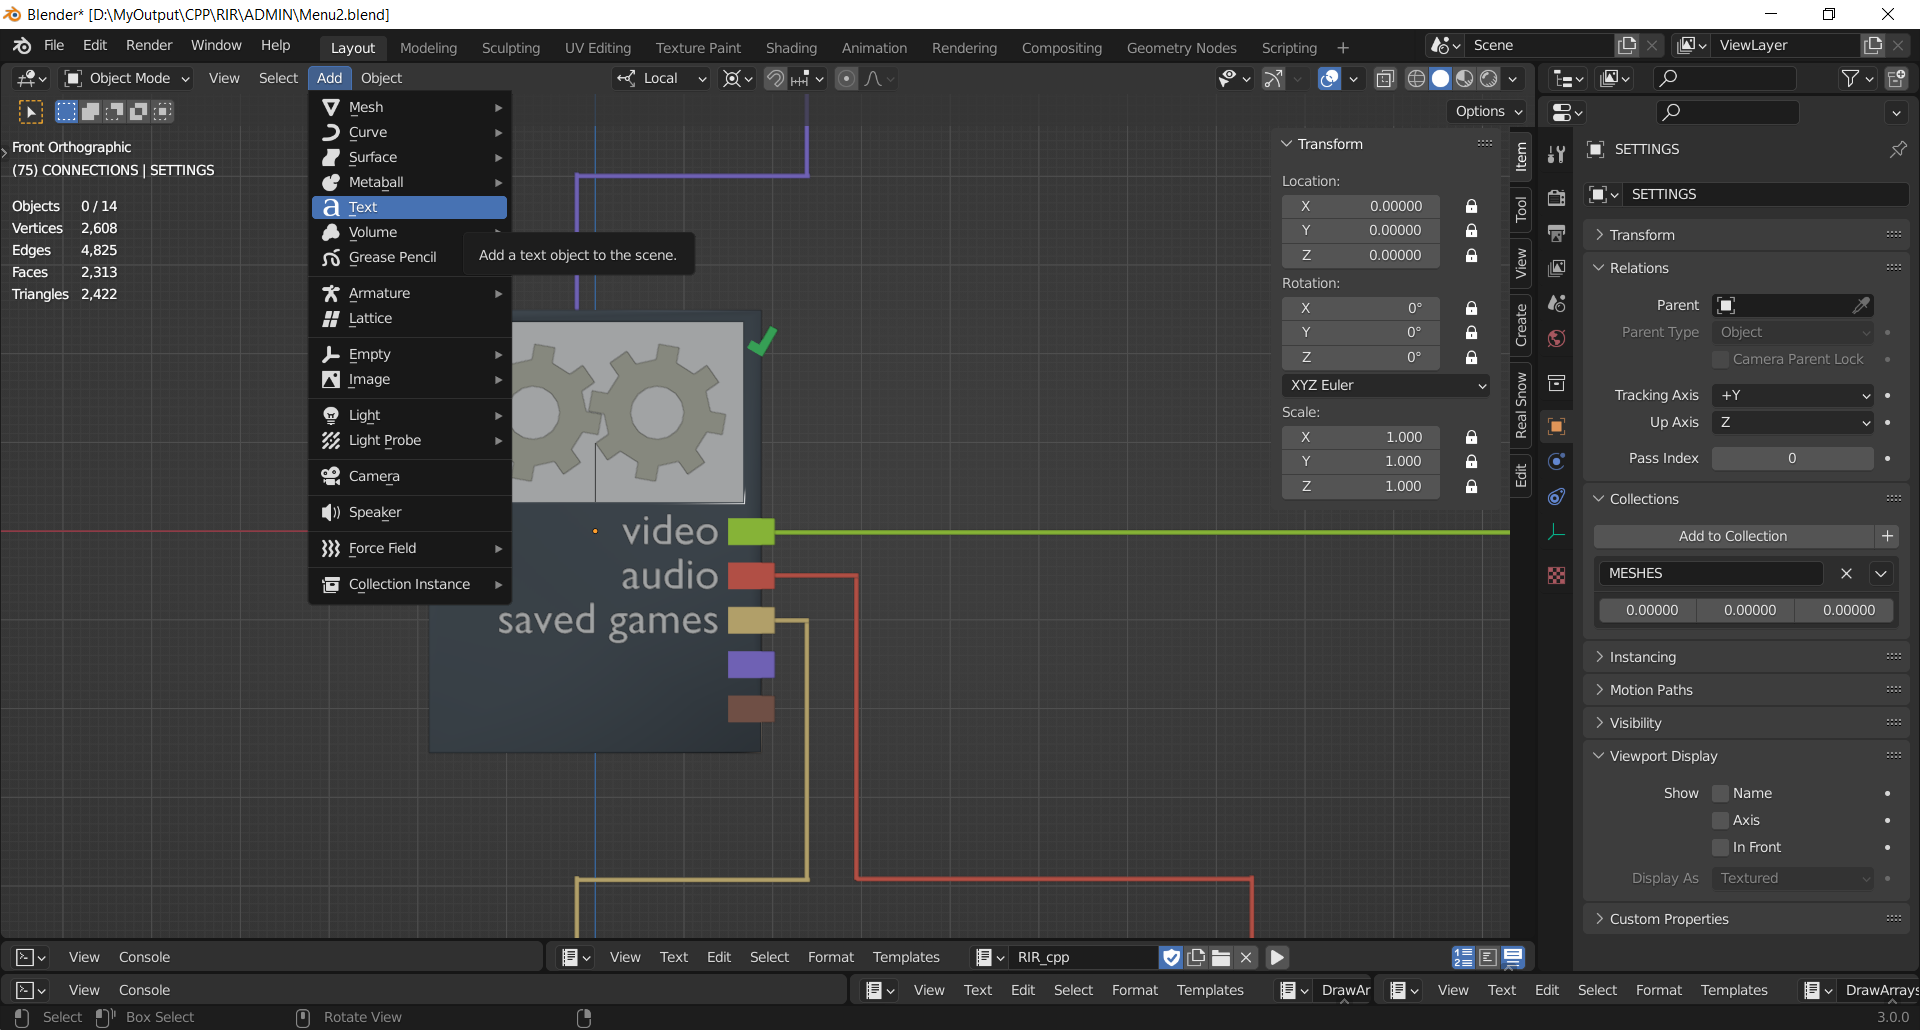 Blender* [D:\MyOutput\CPP\RIR\ADMIN\Menu2.blend]
File Edit Render Window Help Layout Modeling Sculpting UV Editing Texture Paint Shading Animation Rendering Compositing Geometry Nodes Scripting + Scene ViewLayer
Object Mode View Select Add Object Local
Options
Front Orthographic
(75) CONNECTIONS | SETTINGS
Objects 0 / 14
Vertices 2,608
Edges 4,825
Faces 2,313
Triangles 2,422
Mesh
Curve
Surface
Metaball
Text
Volume
Grease Pencil
Armature
Lattice
Empty
Image
Light
Light Probe
Camera
Speaker
Force Field
Collection Instance
Add a text object to the scene.
video
audio
saved games
Transform
Location:
X 0.00000
Y 0.00000
Z 0.00000
Rotation:
X 0°
Y 0°
Z 0°
XYZ Euler
Scale:
X 1.000
Y 1.000
Z 1.000
Item
Tool
View
Create
Real Snow
Edit
SETTINGS
SETTINGS
Transform
Relations
Parent
Parent Type Object
Camera Parent Lock
Tracking Axis +Y
Up Axis Z
Pass Index 0
Collections
Add to Collection +
MESHES
0.00000 0.00000 0.00000
Instancing
Motion Paths
Visibility
Viewport Display
Show Name
Axis
In Front
Display As Textured
Custom Properties
View Console View Text Edit Select Format Templates RIR_cpp
View Console View Text Edit Select Format Templates DrawAr View Text Edit Select Format Templates DrawArrays
Select Box Select Rotate View 3.0.0